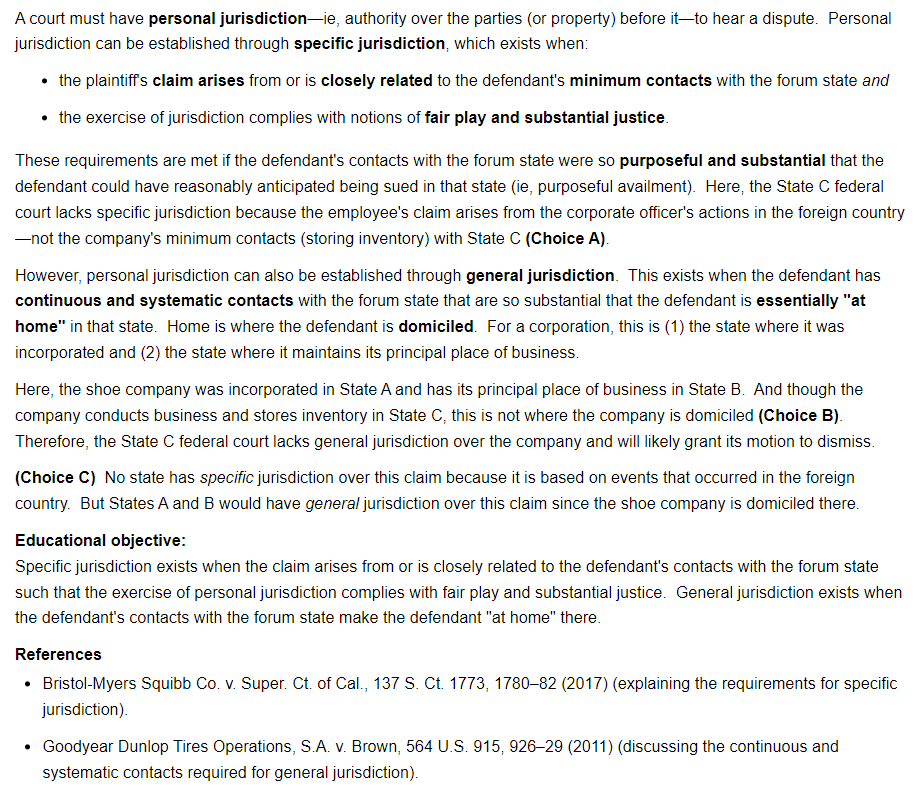 A court must have personal jurisdiction—ie, authority over the parties (or property) before it—to hear a dispute.  Personal
jurisdiction can be established through specific jurisdiction, which exists when:
• the plaintiff's claim arises from or is closely related to the defendant's minimum contacts with the forum state and
• the exercise of jurisdiction complies with notions of fair play and substantial justice.
These requirements are met if the defendant's contacts with the forum state were so purposeful and substantial that the
defendant could have reasonably anticipated being sued in that state (ie, purposeful availment).  Here, the State C federal
court lacks specific jurisdiction because the employee's claim arises from the corporate officer's actions in the foreign country
—not the company's minimum contacts (storing inventory) with State C (Choice A).
However, personal jurisdiction can also be established through general jurisdiction.  This exists when the defendant has
continuous and systematic contacts with the forum state that are so substantial that the defendant is essentially "at
home" in that state.  Home is where the defendant is domiciled.  For a corporation, this is (1) the state where it was
incorporated and (2) the state where it maintains its principal place of business.
Here, the shoe company was incorporated in State A and has its principal place of business in State B.  And though the
company conducts business and stores inventory in State C, this is not where the company is domiciled (Choice B).
Therefore, the State C federal court lacks general jurisdiction over the company and will likely grant its motion to dismiss.
(Choice C)  No state has specific jurisdiction over this claim because it is based on events that occurred in the foreign
country.  But States A and B would have general jurisdiction over this claim since the shoe company is domiciled there.
Educational objective:
Specific jurisdiction exists when the claim arises from or is closely related to the defendant's contacts with the forum state
such that the exercise of personal jurisdiction complies with fair play and substantial justice.  General jurisdiction exists when
the defendant's contacts with the forum state make the defendant "at home" there.
References
• Bristol-Myers Squibb Co. v. Super. Ct. of Cal., 137 S. Ct. 1773, 1780–82 (2017) (explaining the requirements for specific
jurisdiction).
• Goodyear Dunlop Tires Operations, S.A. v. Brown, 564 U.S. 915, 926–29 (2011) (discussing the continuous and
systematic contacts required for general jurisdiction).